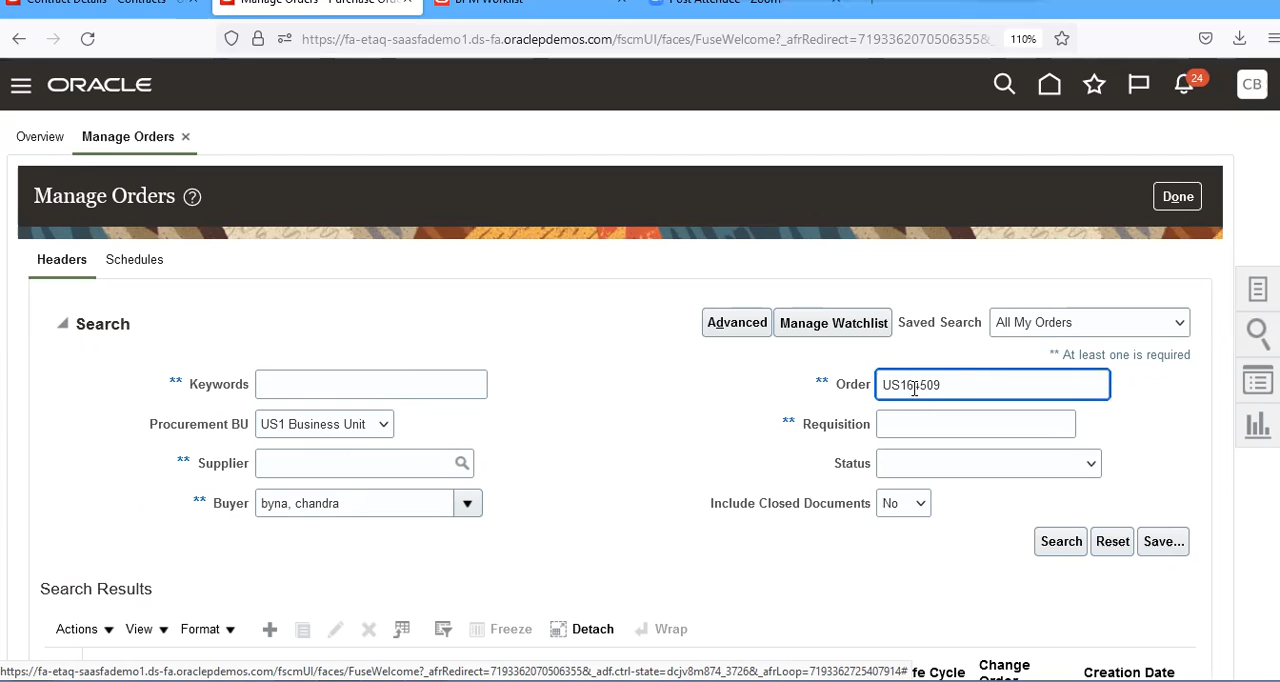 Contract Details - Contracts
Manage Orders - Purchase Ord
BPM Worklist
Post Attendee - Zoom
https://fa-etaq-saasfademo1.ds-fa.oraclepdemos.com/fscmUI/faces/FuseWelcome?_afrRedirect=7193362070506355&
110%
ORACLE
24
CB
Overview
Manage Orders
Manage Orders
Done
Headers
Schedules
Search
Advanced
Manage Watchlist
Saved Search
All My Orders
** At least one is required
** Keywords
** Order
Procurement BU
US1 Business Unit
** Requisition
** Supplier
Status
** Buyer
byna, chandra
Include Closed Documents
No
Search
Reset
Save...
Search Results
Actions
View
Format
Freeze
Detach
Wrap
https://fa-etaq-saasfademo1.ds-fa.oraclepdemos.com/fscmUI/faces/FuseWelcome?_afrRedirect=7193362070506355&_adf.ctrl-state=dcjv8m874_3726&_afrLoop=7193362725407914#
fe Cycle
Change
Creation Date